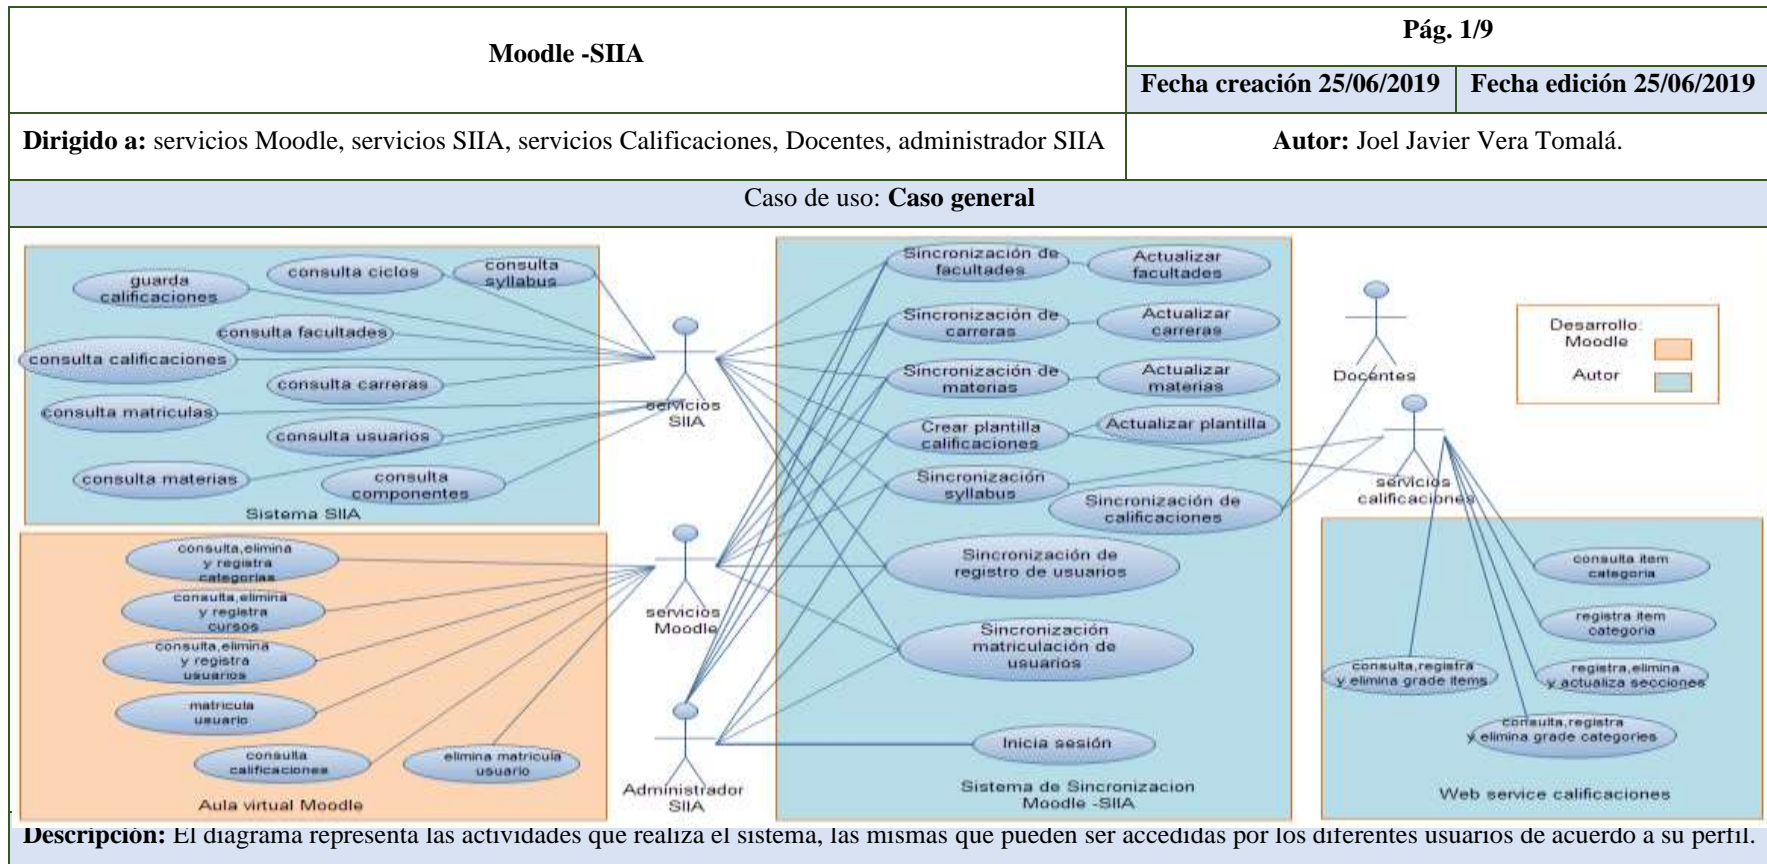 Moodle -SIIA
Pág. 1/9
Fecha creación 25/06/2019
Fecha edición 25/06/2019
Dirigido a: servicios Moodle, servicios SIIA, servicios Calificaciones, Docentes, administrador SIIA
Autor: Joel Javier Vera Tomalá.
Caso de uso: Caso general
guarda
calificaciones
consulta ciclos
consulta
syllabus
consulta facultades
consulta calificaciones
consulta carreras
consulta matriculas
consulta usuarios
consulta materias
consulta
componentes
Sistema SIIA
servicios
SIIA
consulta,elimina
y registra
categorias
consulta,elimina
y registra
cursos
consulta,elimina
y registra
usuarios
matricula
usuario
consulta
calificaciones
elimina matricula
usuario
Aula virtual Moodle
servicios
Moodle
Administrador
SIIA
Sincronización de
facultades
Actualizar
facultades
Sincronización de
carreras
Actualizar
carreras
Sincronización de
materias
Actualizar
materias
Crear plantilla
calificaciones
Actualizar plantilla
Sincronización
syllabus
Sincronización de
calificaciones
Sincronización de
registro de usuarios
Sincronización
matriculación de
usuarios
Inicia sesión
Sistema de Sincronizacion
Moodle -SIIA
Docentes
servicios
calificaciones
Desarrollo:
Moodle
Autor
consulta item
categoria
registra item
categoria
consulta,registra
y elimina grade items
registra,elimina
y actualiza secciones
consulta,registra
y elimina grade categories
Web service calificaciones
Descripción: El diagrama representa las actividades que realiza el sistema, las mismas que pueden ser accedidas por los diferentes usuarios de acuerdo a su perfil.